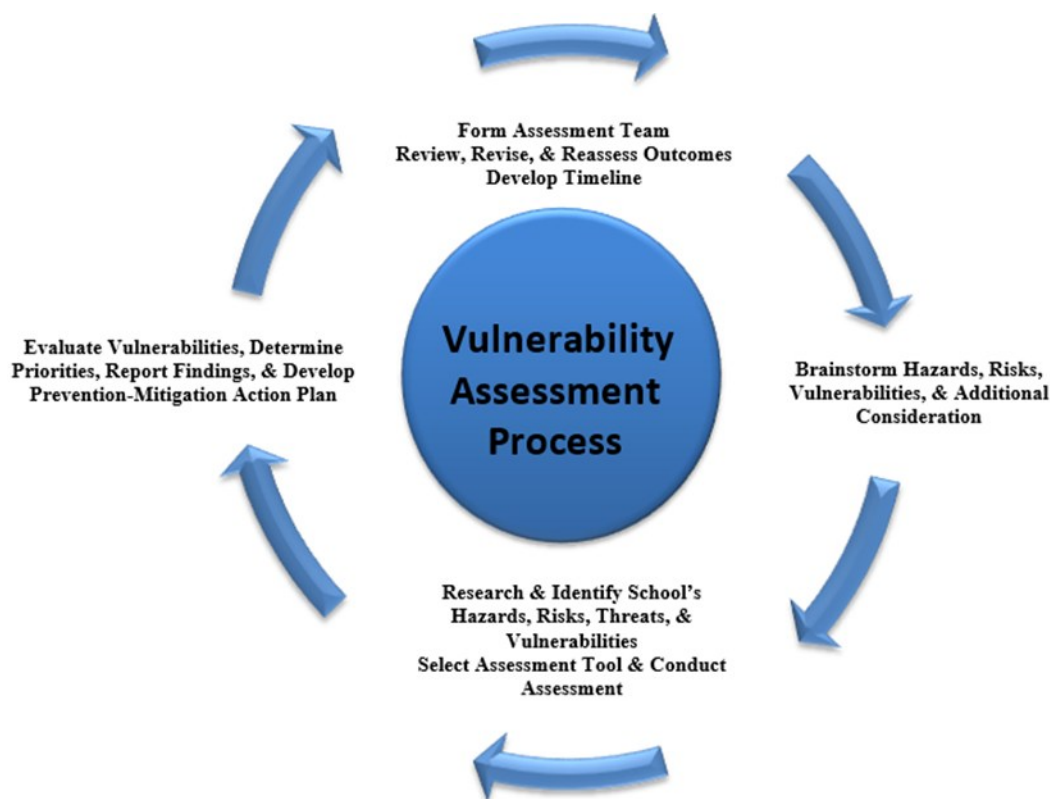 Form Assessment Team
Review, Revise, & Reassess Outcomes
Develop Timeline
Vulnerability
Assessment
Process
Evaluate Vulnerabilities, Determine
Priorities, Report Findings, & Develop
Prevention-Mitigation Action Plan
Brainstorm Hazards, Risks,
Vulnerabilities, & Additional
Consideration
Research & Identify School’s
Hazards, Risks, Threats, &
Vulnerabilities
Select Assessment Tool & Conduct
Assessment